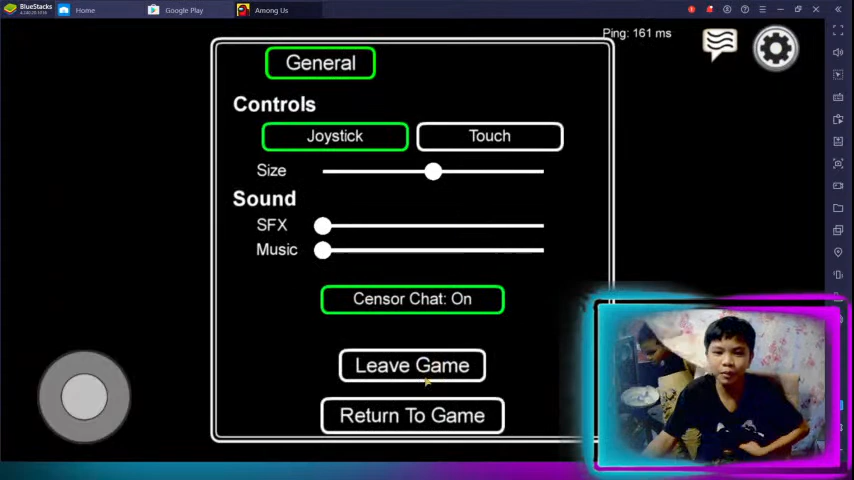 BlueStacks
Home
Google Play
Among Us
Ping: 161 ms
General
Controls
Joystick
Touch
Size
Sound
SFX
Music
Censor Chat: On
Leave Game
Return To Game